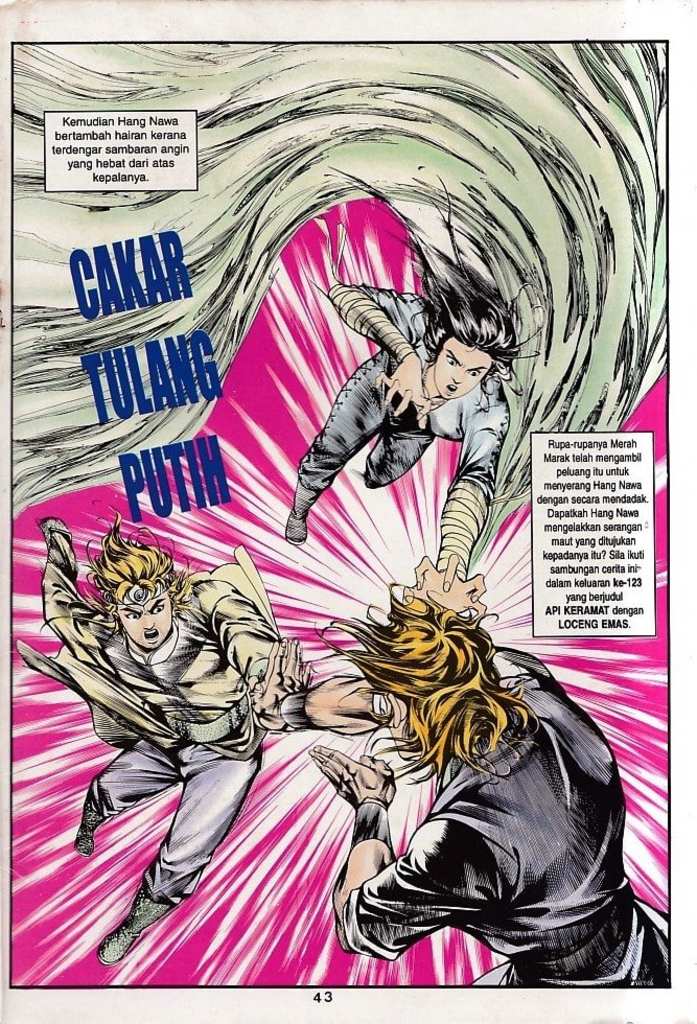 Kemudian Hang Nawa
bertambah hairan kerana
terdengar sambaran angin
yang hebat dari atas
kepalanya.
CAKAR
TULANG
PUTIH
Rupa-rupanya Merah
Marak telah mengambil
peluang itu untuk
menyerang Hang Nawa
dengan secara mendadak.
Dapatkah Hang Nawa
mengelakkan serangan
maut yang ditujukan
kepadanya itu? Sila ikuti
sambungan cerita ini
dalam keluaran ke-123
yang berjudul
API KERAMAT dengan
LOCENG EMAS.
43